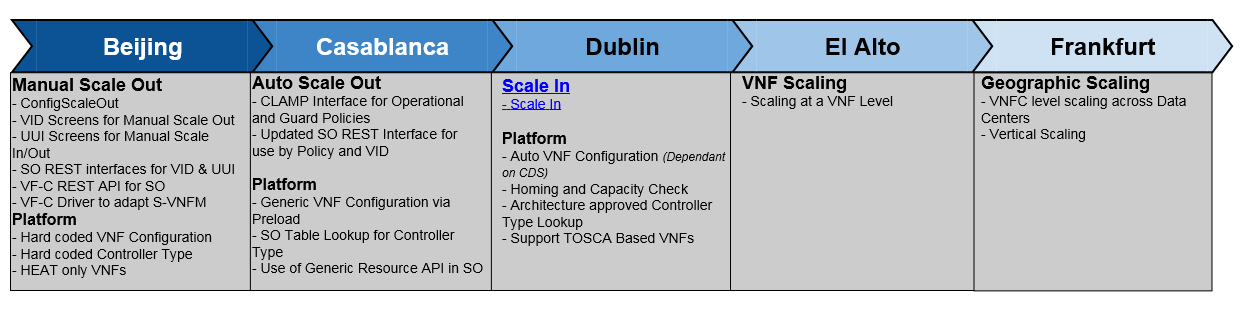 Beijing
Casablanca
Dublin
El Alto
Frankfurt
Manual Scale Out
- ConfigScaleOut
- VID Screens for Manual Scale Out
- UUI Screens for Manual Scale
In/Out
- SO REST interfaces for VID & UUI
- VF-C REST API for SO
- VF-C Driver to adapt S-VNFM
Platform
- Hard coded VNF Configuration
- Hard coded Controller Type
- HEAT only VNFs
Auto Scale Out
- CLAMP Interface for Operational
and Guard Policies
- Updated SO REST Interface for
use by Policy and VID
Platform
- Generic VNF Configuration via
Preload
- SO Table Lookup for Controller
Type
- Use of Generic Resource API in SO
Scale In
- Scale In
Platform
- Auto VNF Configuration (Dependant
on CDS)
- Homing and Capacity Check
- Architecture approved Controller
Type Lookup
- Support TOSCA Based VNFs
VNF Scaling
- Scaling at a VNF Level
Geographic Scaling
- VNFC level scaling across Data
Centers
- Vertical Scaling